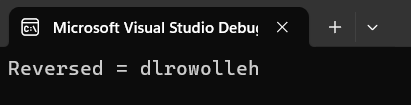 Microsoft Visual Studio Debug
Reversed = dlrowolleh